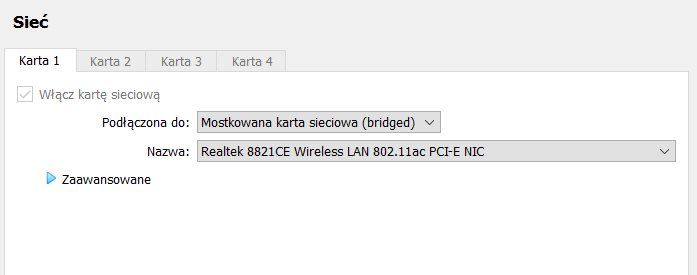 Sieć
Karta 1 Karta 2 Karta 3 Karta 4
Włącz kartę sieciową
Podłączona do: Mostkowana karta sieciowa (bridged)
Nazwa: Realtek 8821CE Wireless LAN 802.11ac PCI-E NIC
Zaawansowane